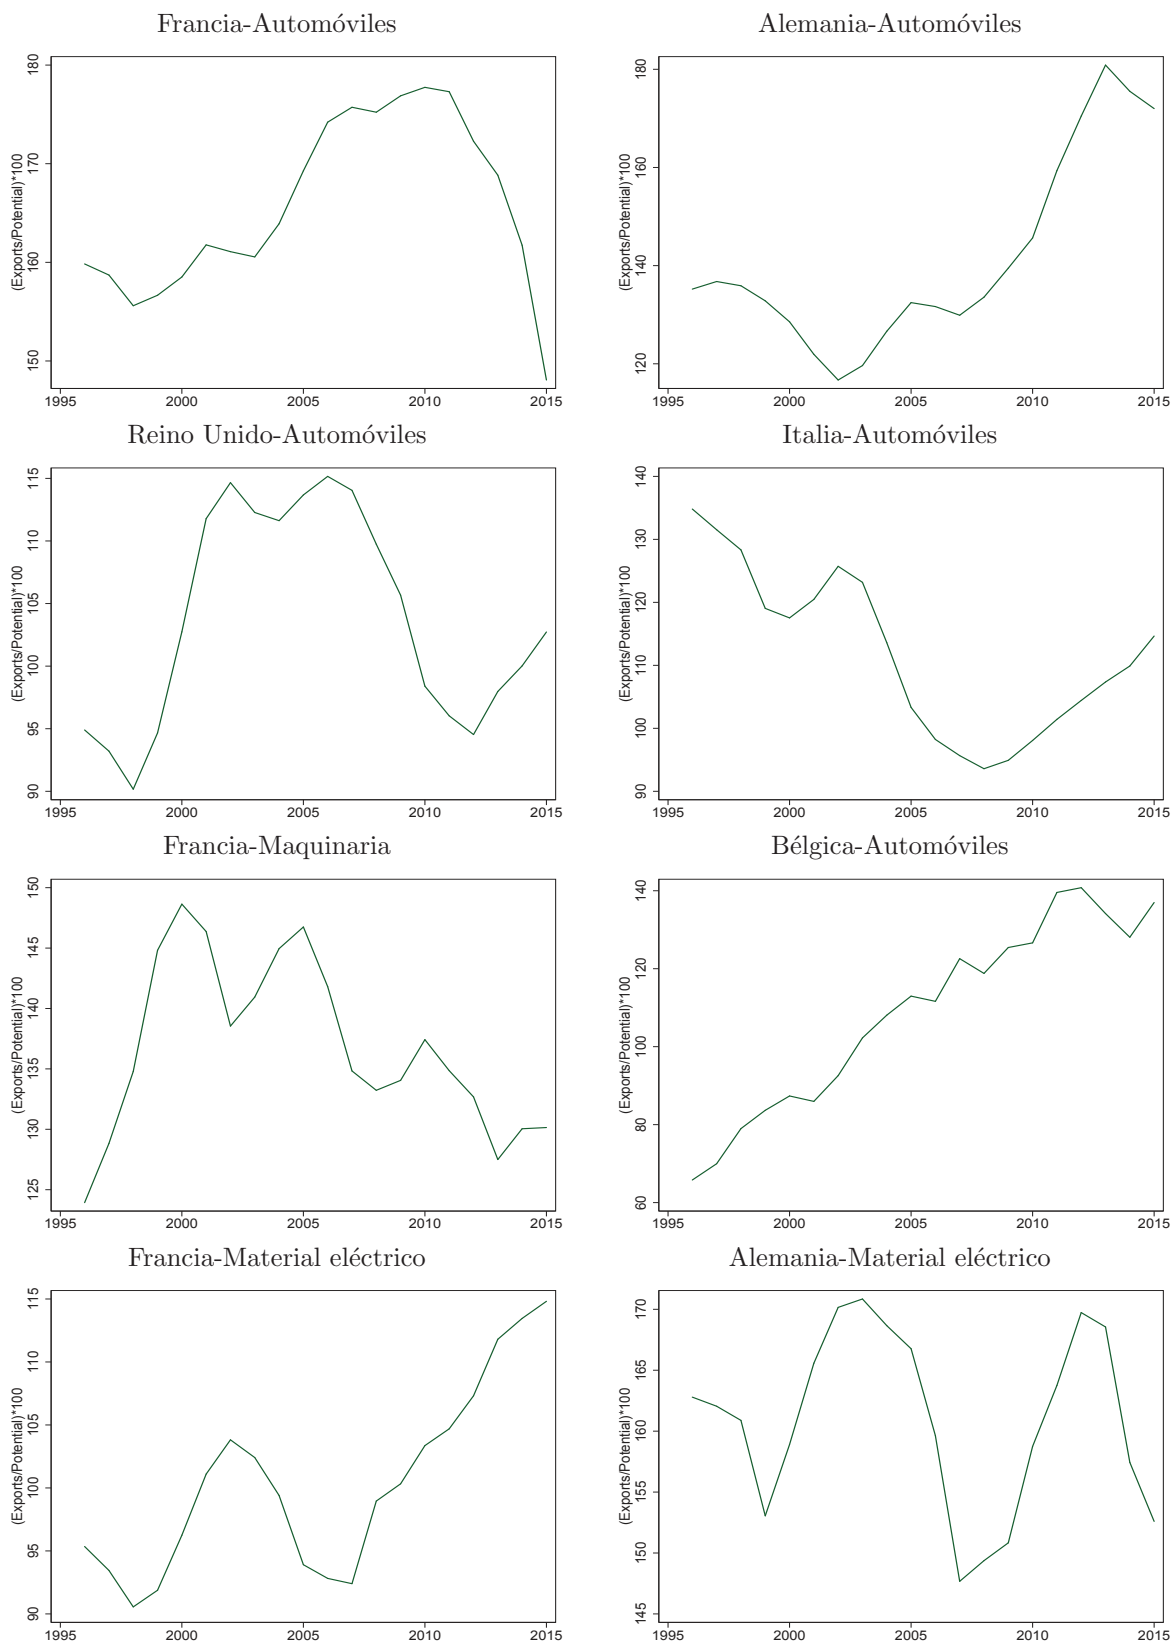 Francia-Automóviles
(Exports/Potential)*100
180
170
160
150
1995 2000 2005 2010 2015
Alemania-Automóviles
(Exports/Potential)*100
180
160
140
120
1995 2000 2005 2010 2015
Reino Unido-Automóviles
(Exports/Potential)*100
115
110
105
100
95
90
1995 2000 2005 2010 2015
Italia-Automóviles
(Exports/Potential)*100
140
130
120
110
100
90
1995 2000 2005 2010 2015
Francia-Maquinaria
(Exports/Potential)*100
150
145
140
135
130
125
1995 2000 2005 2010 2015
Bélgica-Automóviles
(Exports/Potential)*100
140
120
100
80
60
1995 2000 2005 2010 2015
Francia-Material eléctrico
(Exports/Potential)*100
115
110
105
100
95
90
1995 2000 2005 2010 2015
Alemania-Material eléctrico
(Exports/Potential)*100
170
165
160
155
150
145
1995 2000 2005 2010 2015